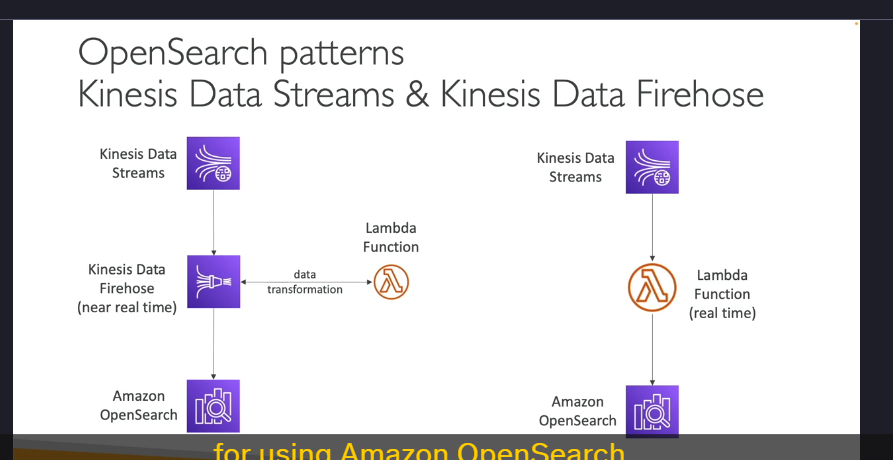 OpenSearch patterns
Kinesis Data Streams & Kinesis Data Firehose
Kinesis Data
Streams
Lambda
Function
Kinesis Data
Firehose
(near real time)
data
transformation
Amazon
OpenSearch
Kinesis Data
Streams
Lambda
Function
(real time)
Amazon
OpenSearch
for using Amazon OpenSearch